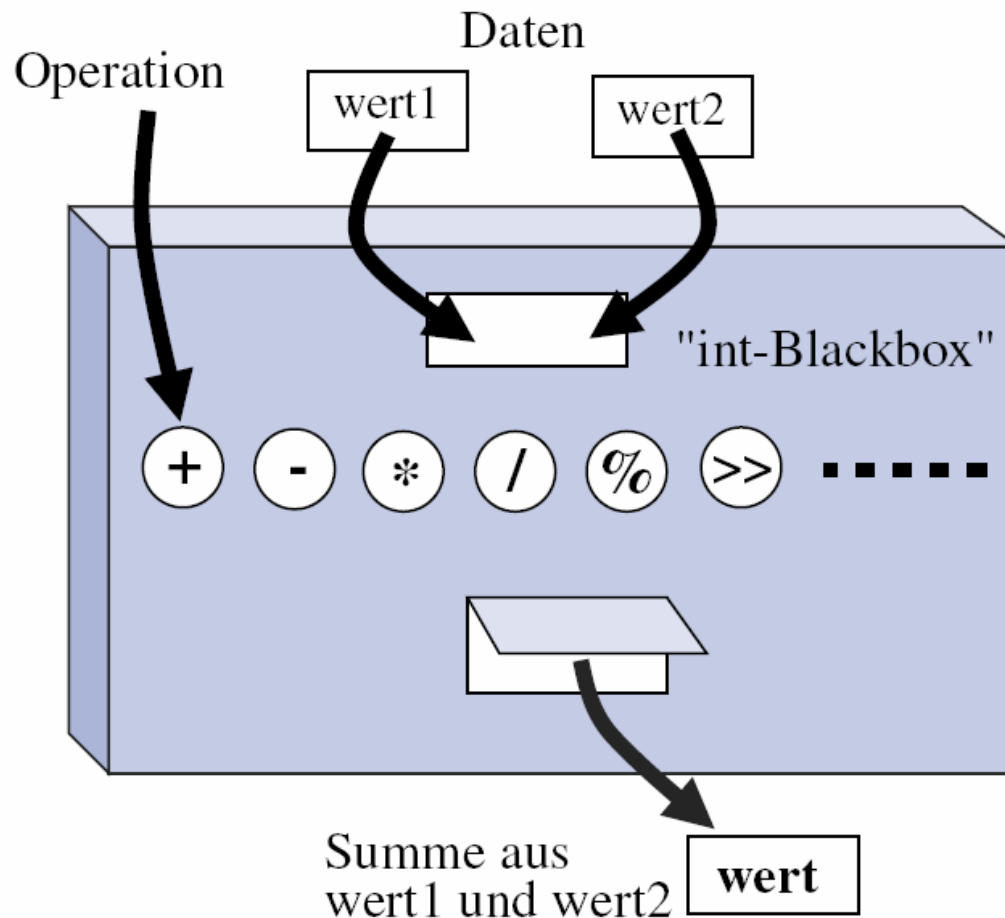 Daten
Operation
wert1
wert2
"int-Blackbox"
+ - * / % >>
Summe aus
wert1 und wert2
wert